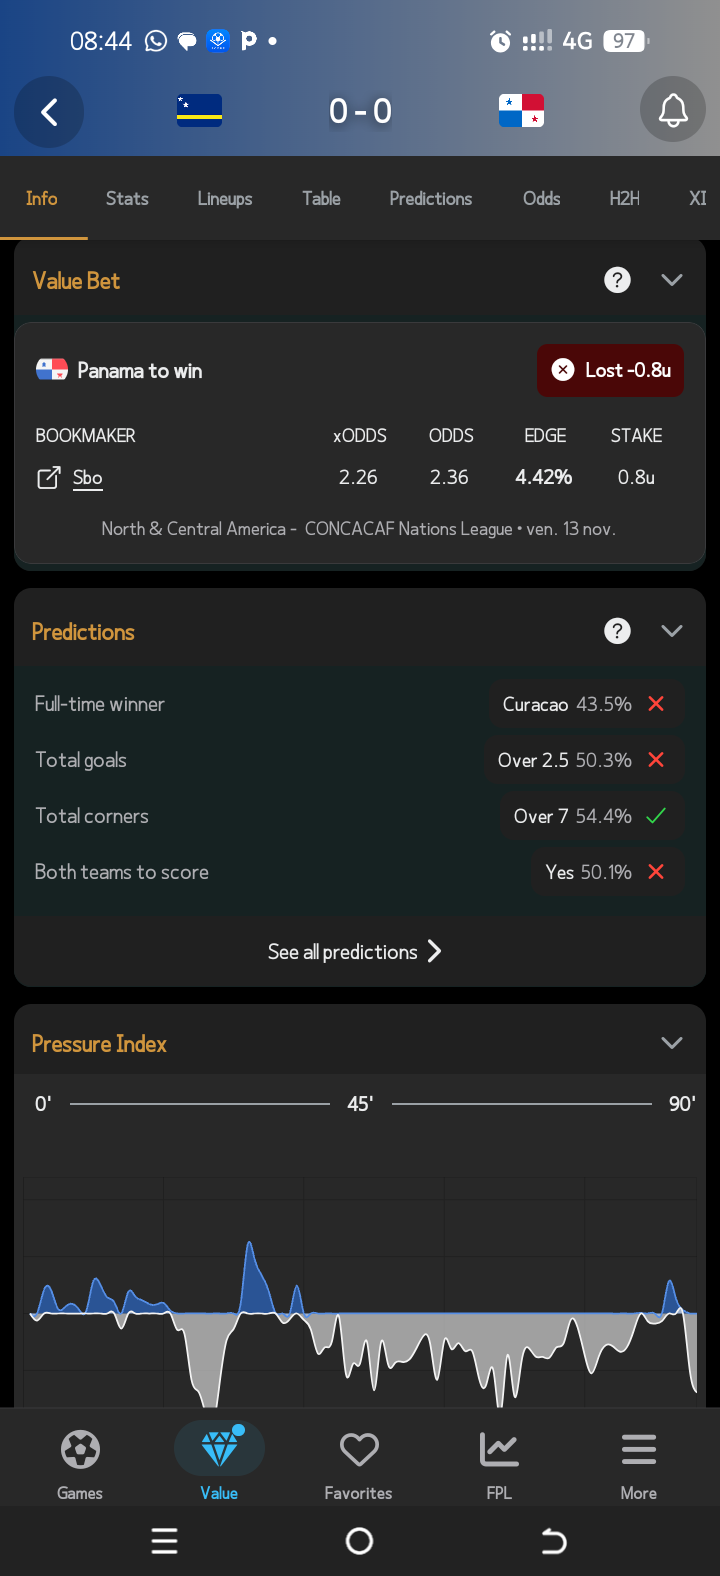 08:44 4G 97
0 - 0
Info Stats Lineups Table Predictions Odds H2H XI
Value Bet ?
Panama to win Lost -0.8u
BOOKMAKER xODDS ODDS EDGE STAKE
Sbo 2.26 2.36 4.42% 0.8u
North & Central America - CONCACAF Nations League • ven. 13 nov.
Predictions ?
Full-time winner Curacao 43.5%
Total goals Over 2.5 50.3%
Total corners Over 7 54.4%
Both teams to score Yes 50.1%
See all predictions
Pressure Index
0' 45' 90'
Games Value Favorites FPL More